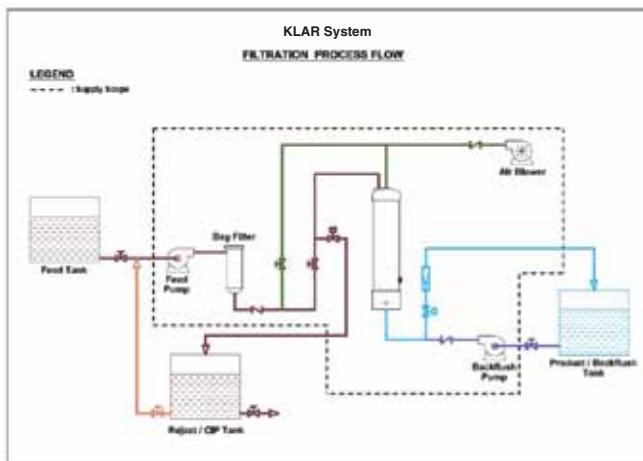 KLAR System
FILTRATION PROCESS FLOW
LEGEND
: Supply Scope
Air Blower
Bag Filter
Feed Tank
Feed Pump
Backflush Pump
Product / Backflush Tank
Reject / CIP Tank